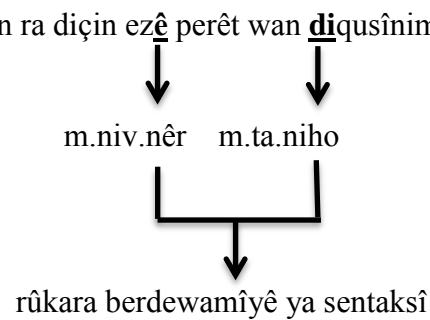 n ra diçin ezê perêt wan diqusînim
m.niv.nêr m.ta.niho
rûkara berdewamîyê ya sentaksî